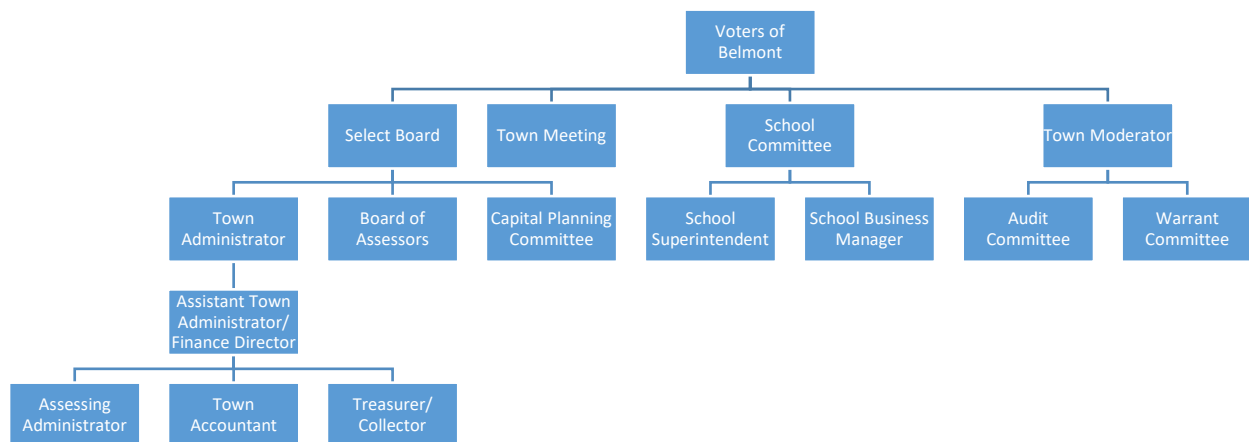 Voters of
Belmont
Select Board
Town Meeting
School
Committee
Town Moderator
Town
Administrator
Board of
Assessors
Capital Planning
Committee
School
Superintendent
School Business
Manager
Audit
Committee
Warrant
Committee
Assistant Town
Administrator/
Finance Director
Assessing
Administrator
Town
Accountant
Treasurer/
Collector